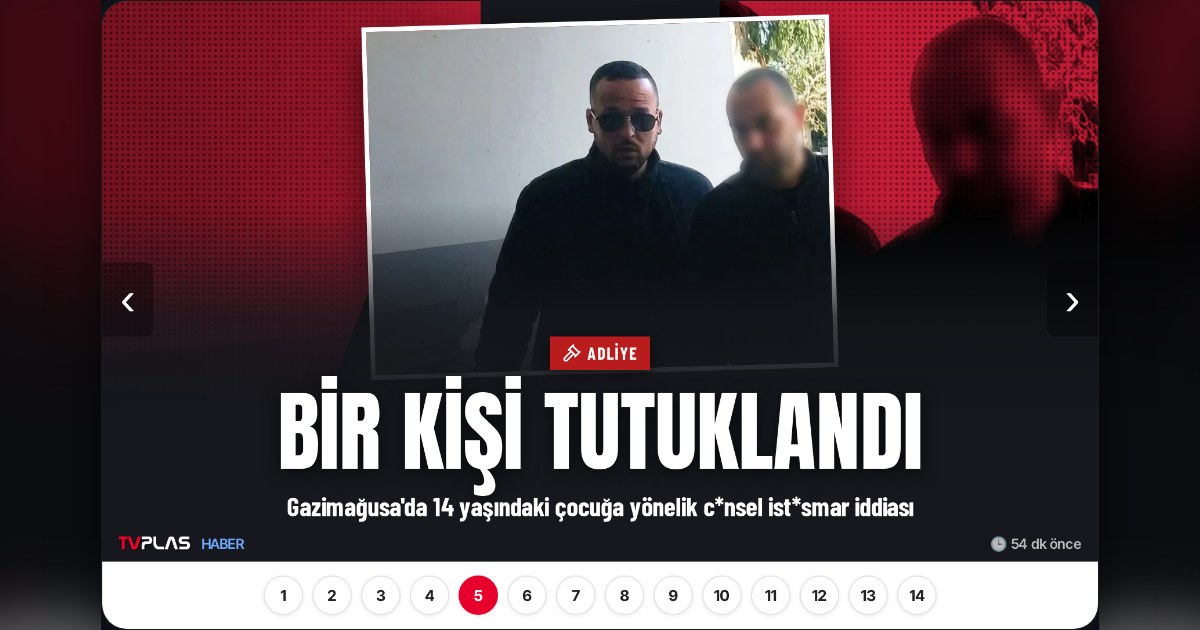 ADLİYE
BİR KİŞİ TUTUKLANDI
Gazimağusa'da 14 yaşındaki çocuğa yönelik c*nsel ist*smar iddiası
TVPLAS HABER
54 dk önce
1 2 3 4 5 6 7 8 9 10 11 12 13 14